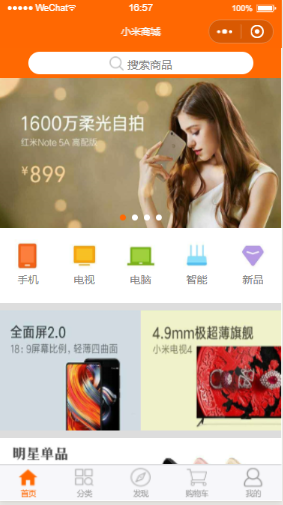 WeChat
16:57
100%
小米商城
搜索商品
1600万柔光自拍
红米Note 5A 高配版
¥899
手机
电视
电脑
智能
新品
全面屏2.0
18：9屏幕比例，轻薄四曲面
4.9mm极超薄旗舰
小米电视4
明星单品
首页
分类
发现
购物车
我的